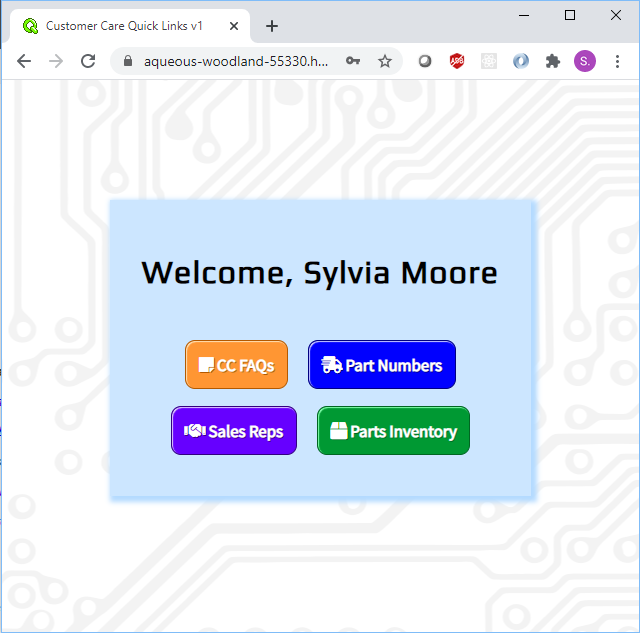 Customer Care Quick Links v1
aqueous-woodland-55330.h...
ABP
S.
Welcome, Sylvia Moore
CC FAQs
Part Numbers
Sales Reps
Parts Inventory